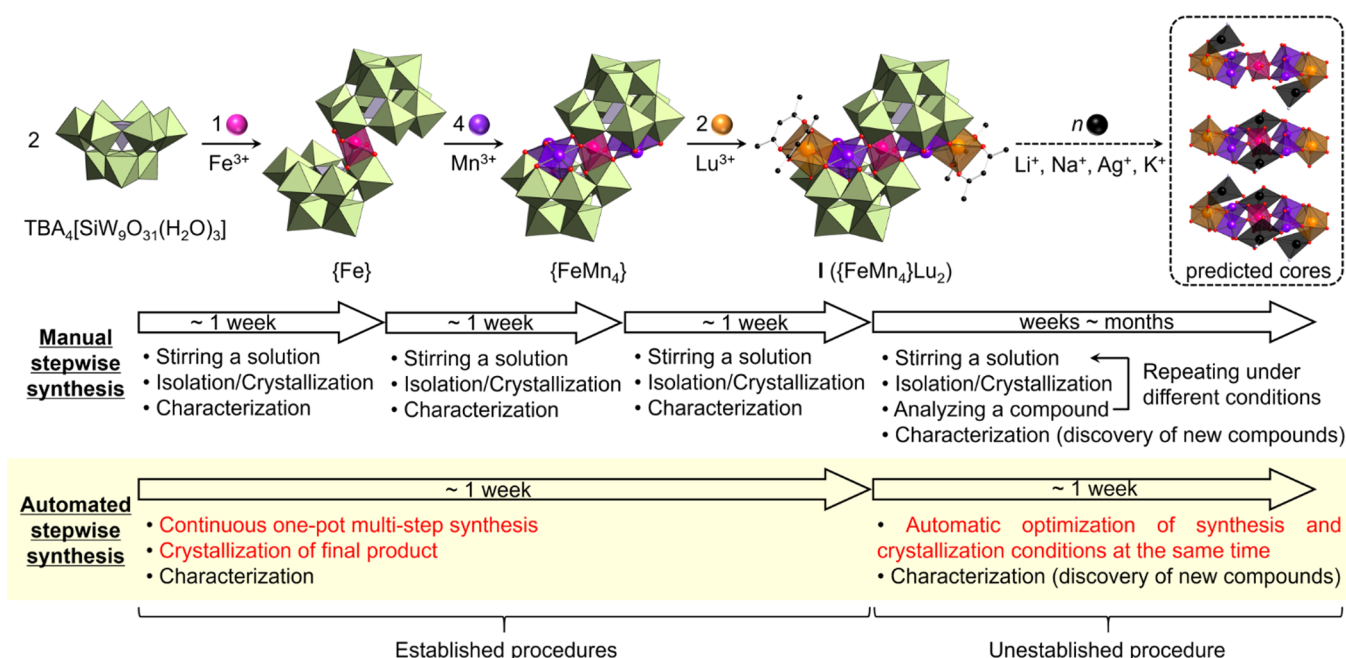 2
1
Fe³⁺
4
Mn³⁺
2
Lu³⁺
n
Li⁺, Na⁺, Ag⁺, K⁺
TBA₄[SiW₉O₃₁(H₂O)₃]
{Fe}
{FeMn₄}
I ({FeMn₄}Lu₂)
predicted cores
Manual
stepwise
synthesis
~ 1 week
• Stirring a solution
• Isolation/Crystallization
• Characterization
~ 1 week
• Stirring a solution
• Isolation/Crystallization
• Characterization
~ 1 week
• Stirring a solution
• Isolation/Crystallization
• Characterization
weeks ~ months
• Stirring a solution
• Isolation/Crystallization
• Analyzing a compound
• Characterization (discovery of new compounds)
Repeating under
different conditions
Automated
stepwise
synthesis
~ 1 week
• Continuous one-pot multi-step synthesis
• Crystallization of final product
• Characterization
~ 1 week
• Automatic optimization of synthesis and
crystallization conditions at the same time
• Characterization (discovery of new compounds)
Established procedures
Unestablished procedure